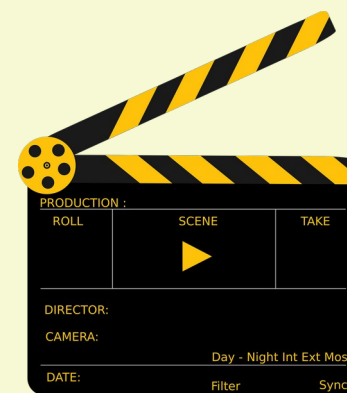 PRODUCTION :
ROLL SCENE TAKE
DIRECTOR:
CAMERA:
Day - Night Int Ext Mos
DATE:
Filter Sync